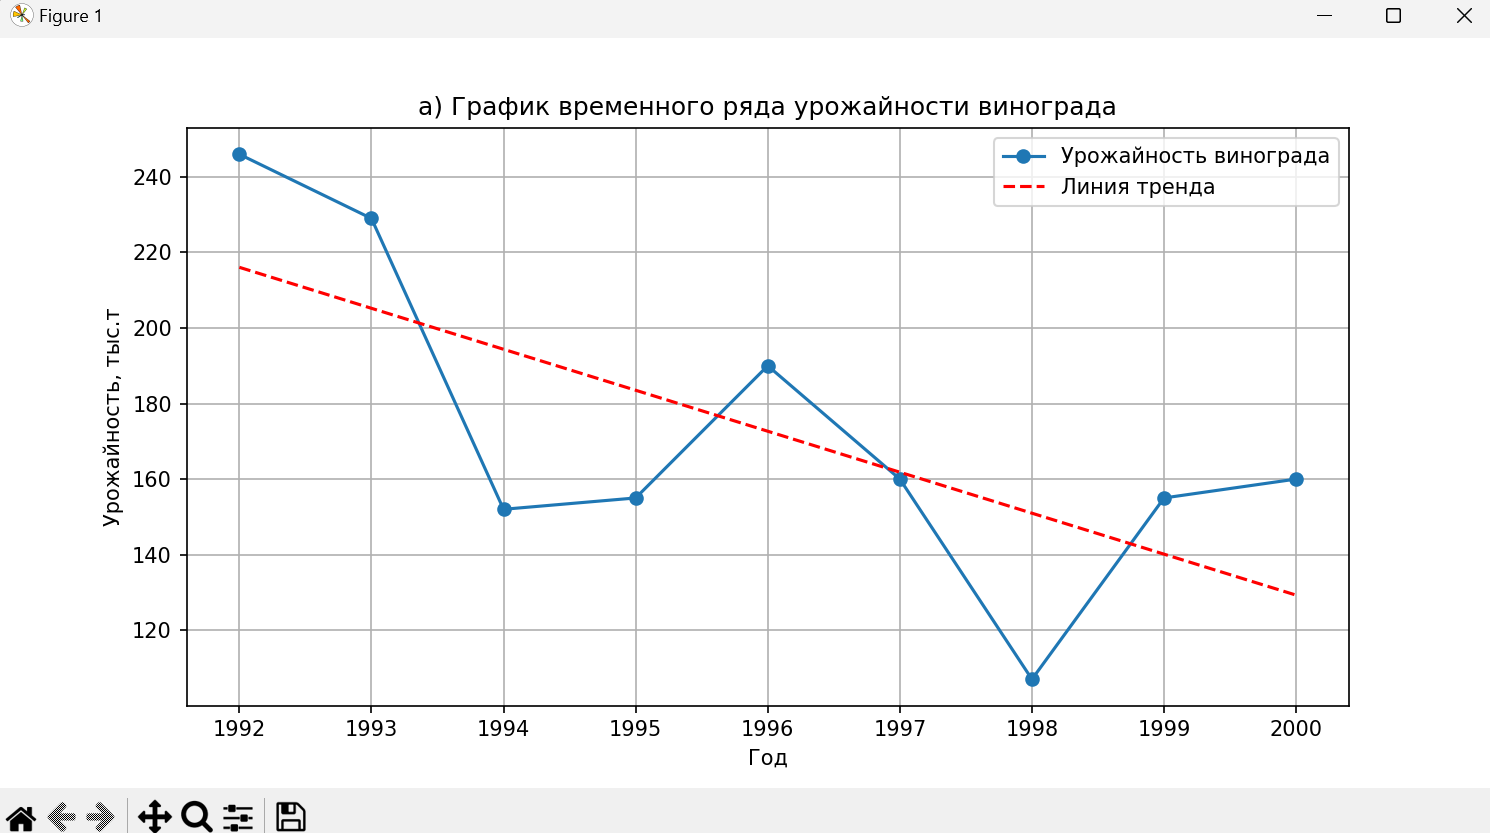 Figure 1
а) График временного ряда урожайности винограда
Урожайность винограда
Линия тренда
Урожайность, тыс.т
240
220
200
180
160
140
120
1992 1993 1994 1995 1996 1997 1998 1999 2000
Год